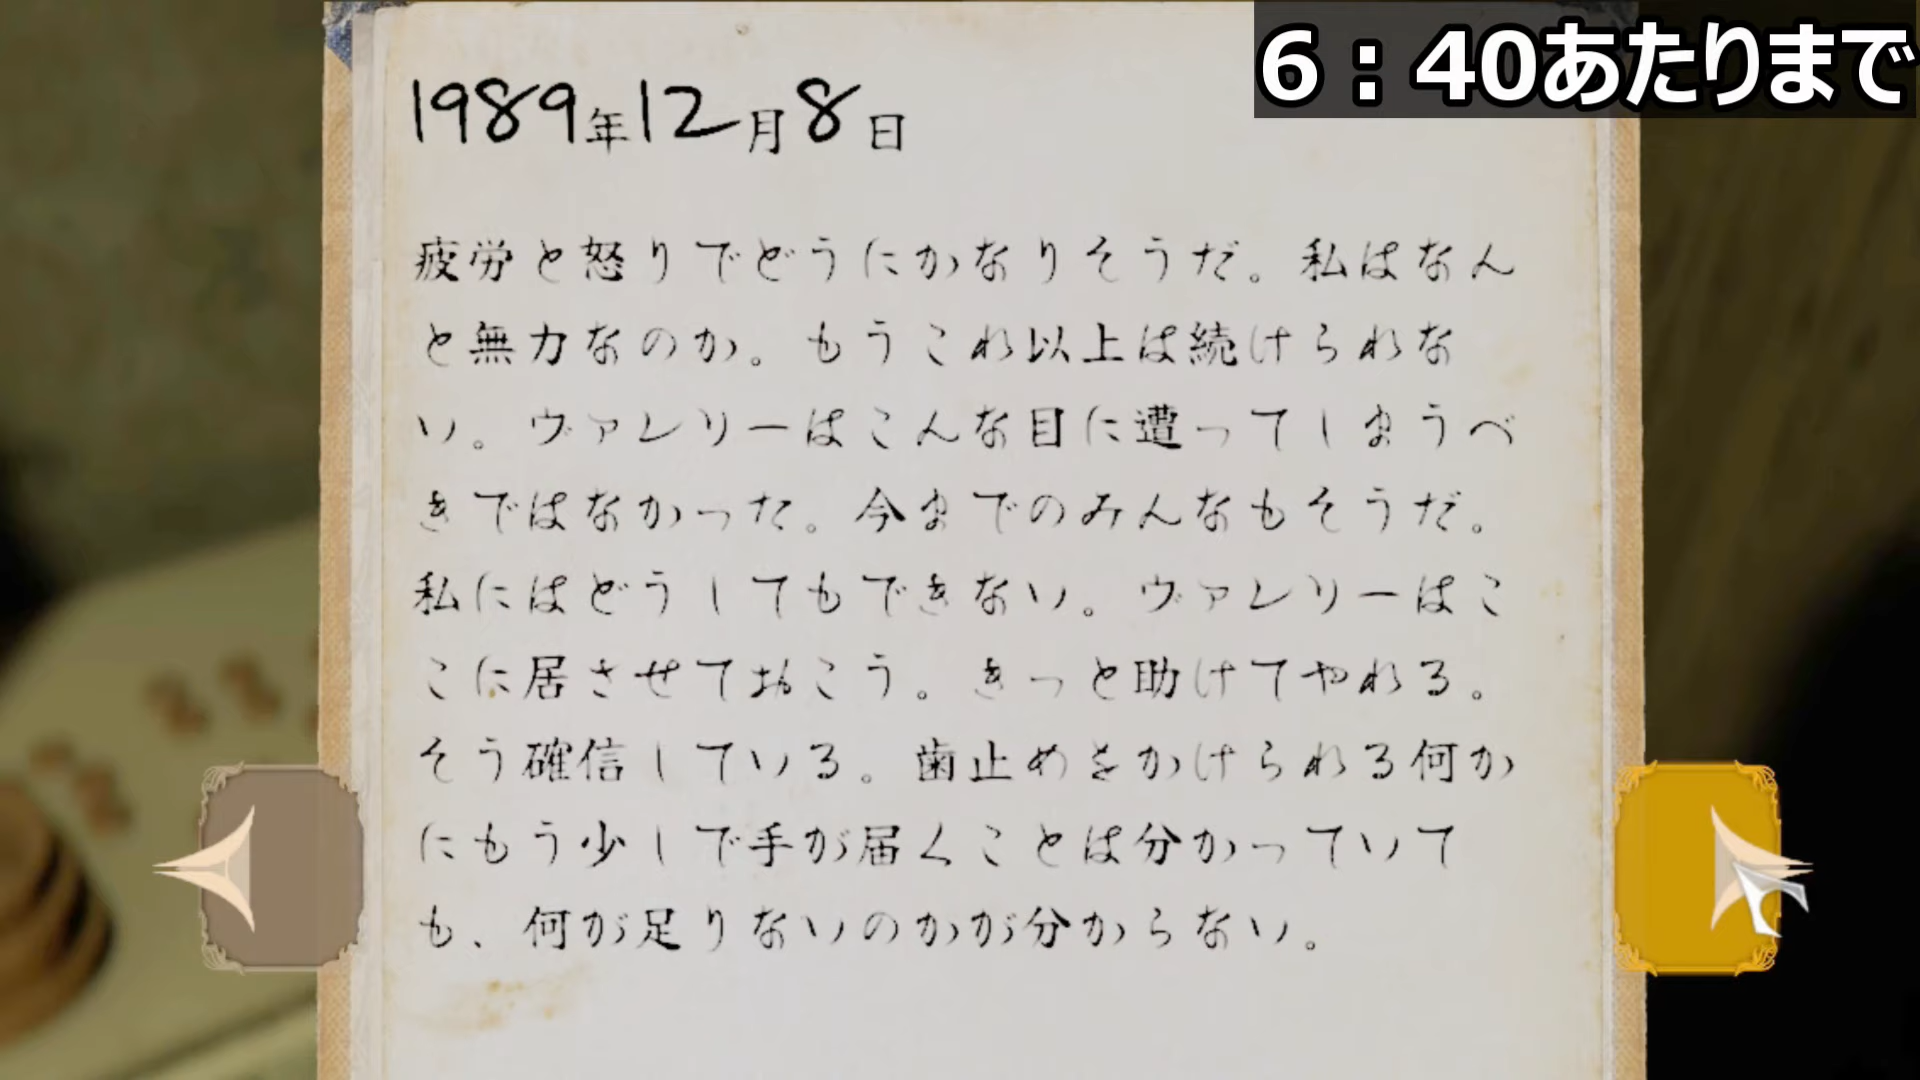 6：40あたりまで
1989年12月8日
疲労と怒りでどうにかなりそうだ。私はなん
と無力なのか。もうこれ以上は続けられな
い。ヴァレリーはこんな目に遭ってしまうべ
きではなかった。今までのみんなもそうだ。
私にはどうしてもできない。ヴァレリーはこ
こに居させておこう。きっと助けてやれる。
そう確信している。歯止めをかけられる何か
にもう少しで手が届くことは分かっていて
も、何が足りないのかが分からない。